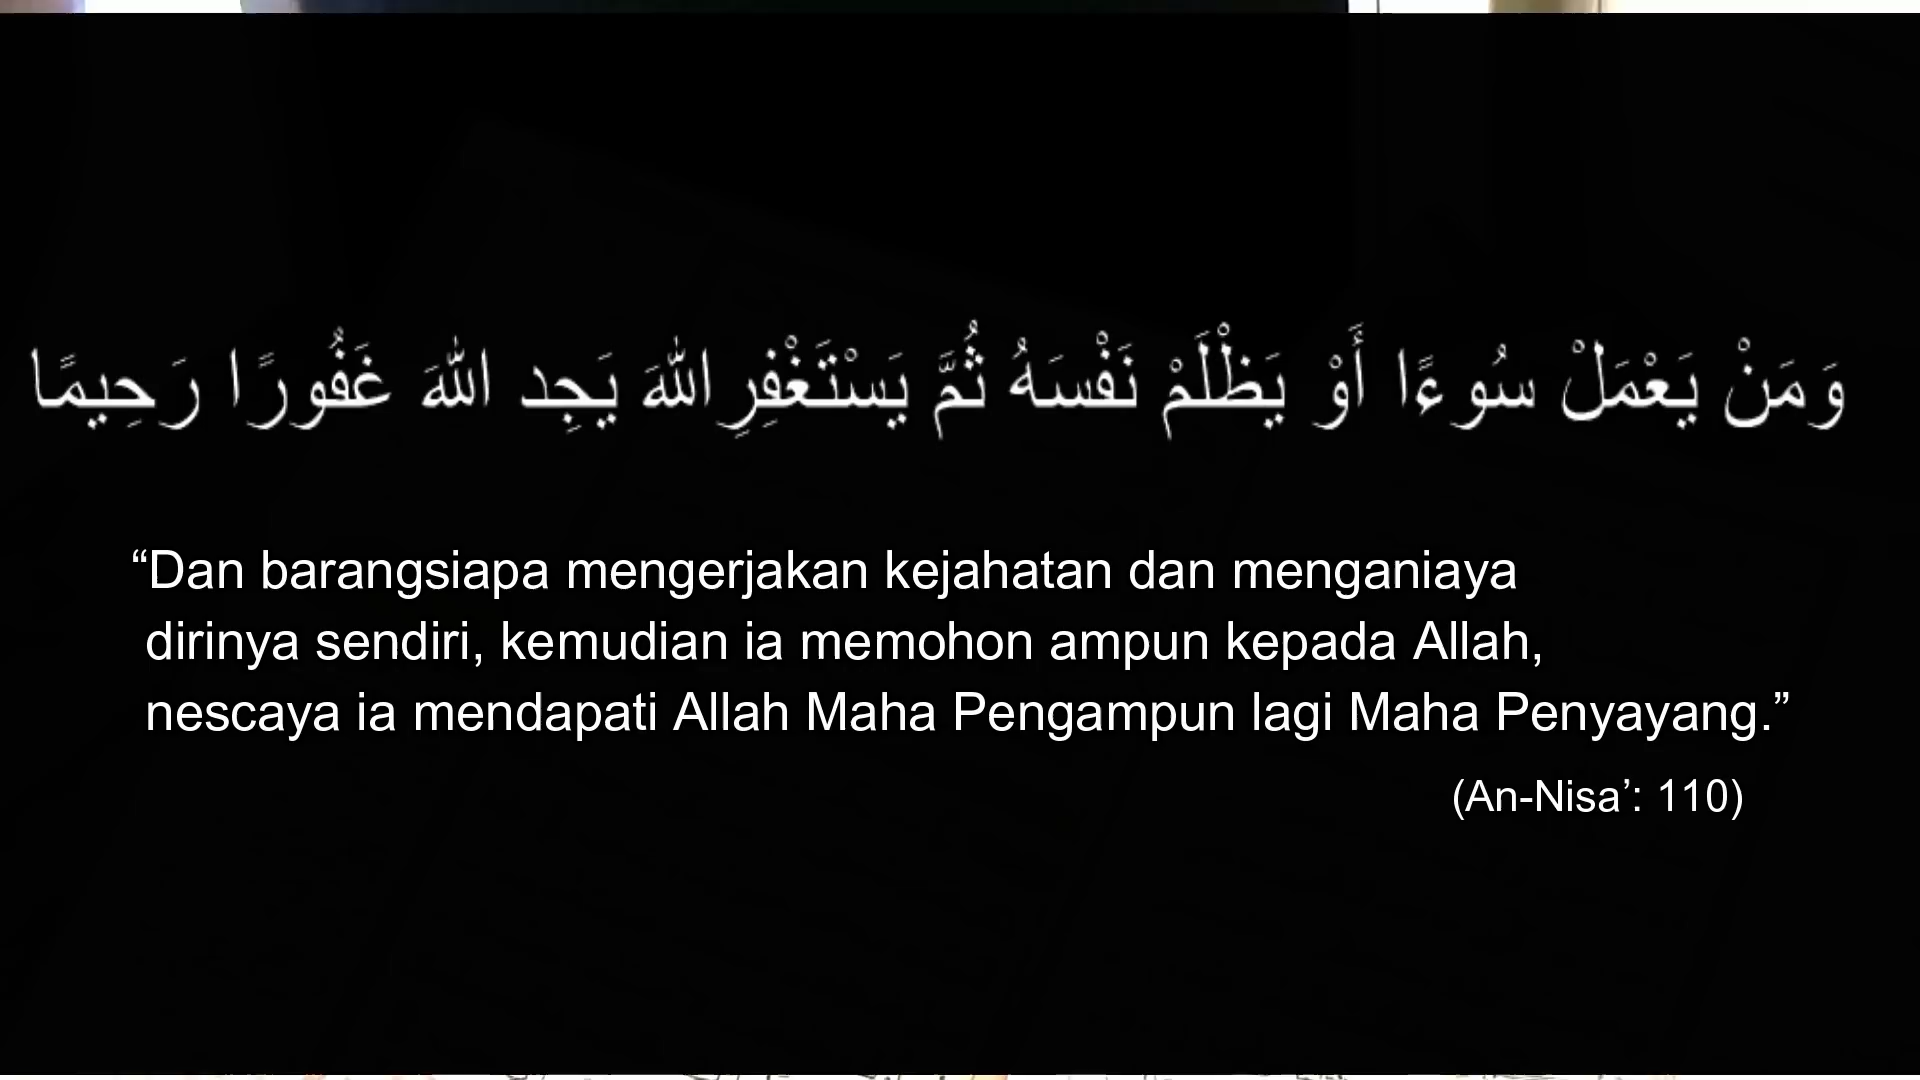 وَمَنْ يَعْمَلْ سُوءًا أَوْ يَظْلَمْ نَفْسَهُ ثُمَّ يَسْتَغْفِرِ اللهَ يَجِد اللهَ غَفُورًا رَحِيمًا
“Dan barangsiapa mengerjakan kejahatan dan menganiaya
dirinya sendiri, kemudian ia memohon ampun kepada Allah,
nescaya ia mendapati Allah Maha Pengampun lagi Maha Penyayang.”
(An-Nisa’: 110)